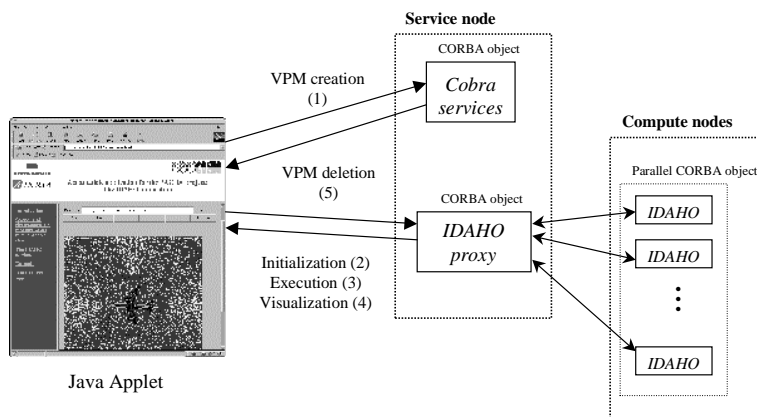 Service node
CORBA object
VPM creation
(1)
Cobra
services
Compute nodes
VPM deletion
(5)
Parallel CORBA object
CORBA object
IDAHO
proxy
IDAHO
IDAHO
IDAHO
Initialization (2)
Execution (3)
Visualization (4)
Java Applet